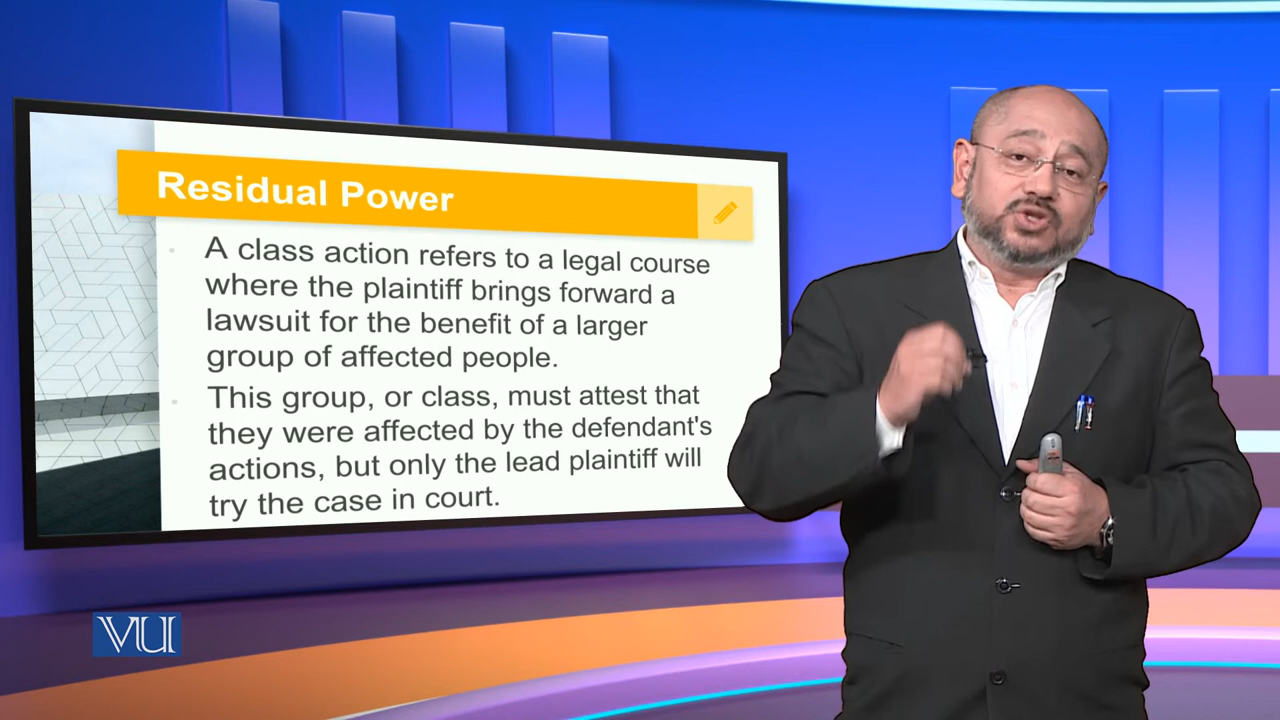 Residual Power
A class action refers to a legal course
where the plaintiff brings forward a
lawsuit for the benefit of a larger
group of affected people.
This group, or class, must attest that
they were affected by the defendant's
actions, but only the lead plaintiff will
try the case in court.
VU